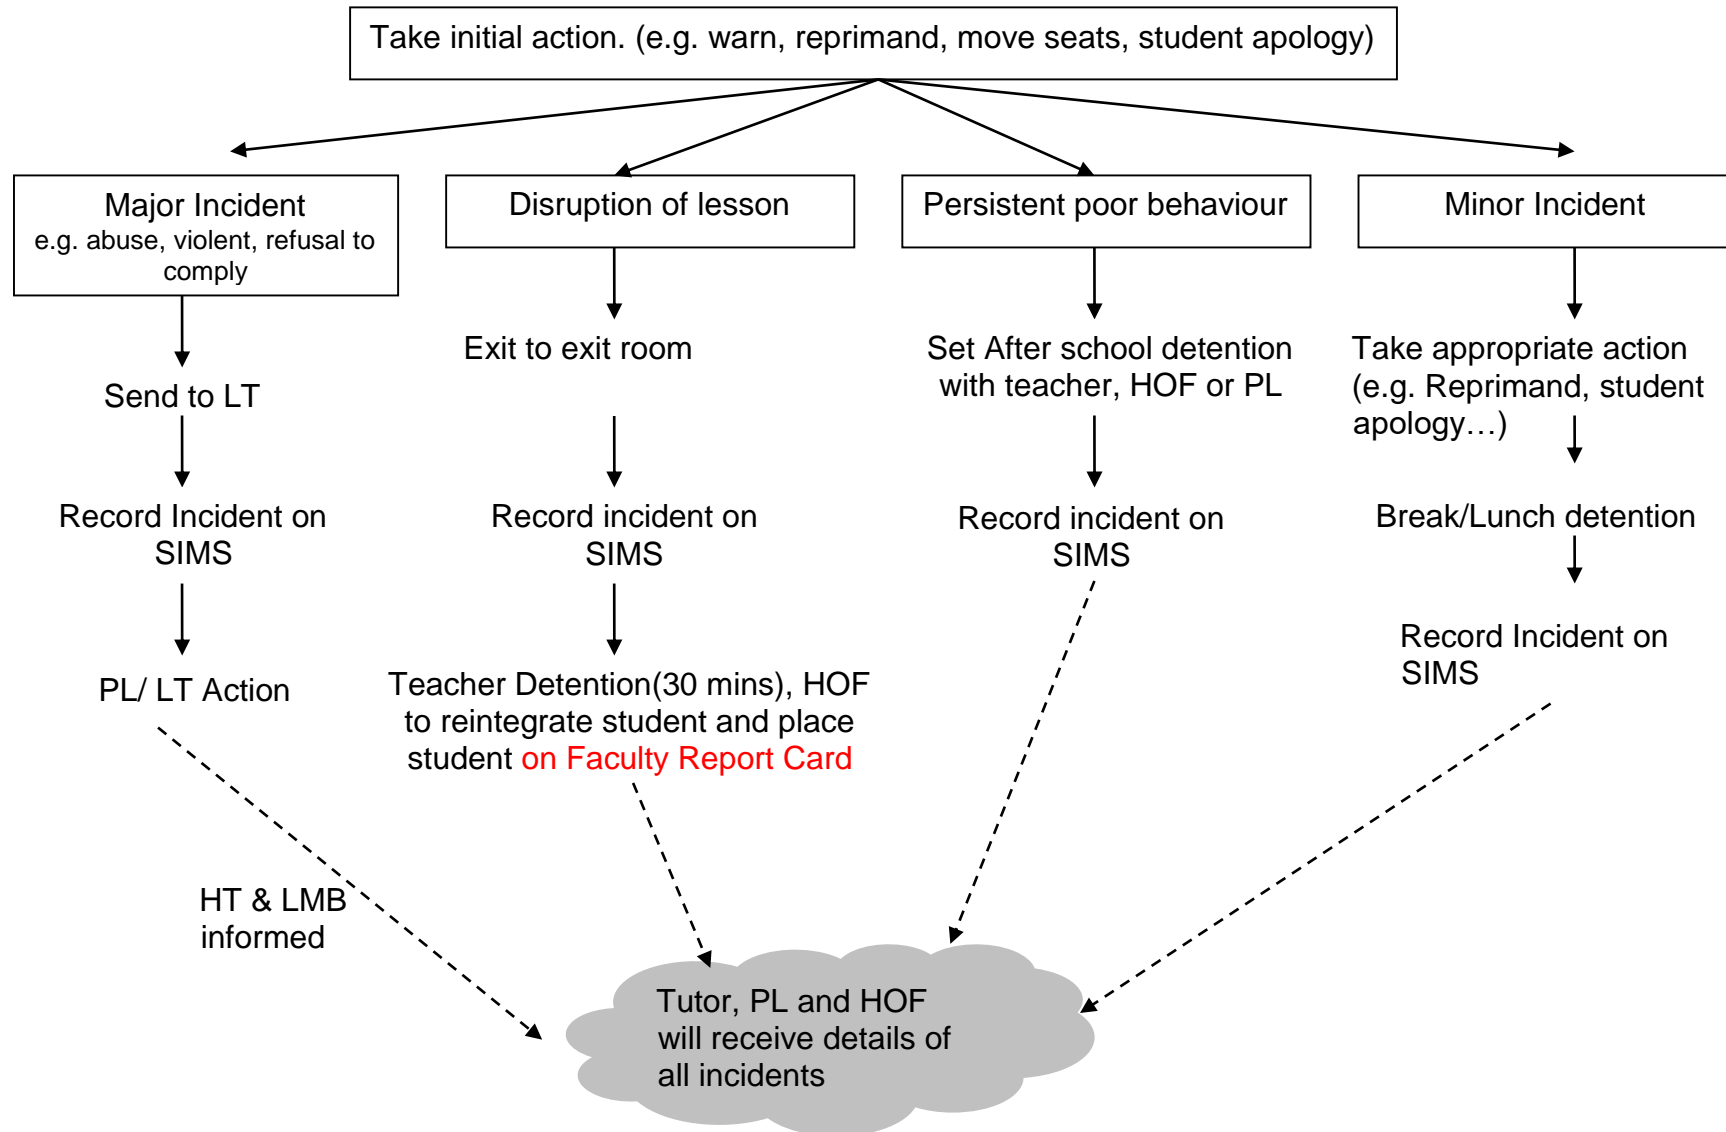 Take initial action. (e.g. warn, reprimand, move seats, student apology)
Major Incident
e.g. abuse, violent, refusal to
comply
Disruption of lesson
Persistent poor behaviour
Minor Incident
Send to LT
Exit to exit room
Set After school detention
with teacher, HOF or PL
Take appropriate action
(e.g. Reprimand, student
apology…)
Record Incident on
SIMS
Record incident on
SIMS
Record incident on
SIMS
Break/Lunch detention
PL/ LT Action
Teacher Detention(30 mins), HOF
to reintegrate student and place
student on Faculty Report Card
Record Incident on
SIMS
HT & LMB
informed
Tutor, PL and HOF
will receive details of
all incidents